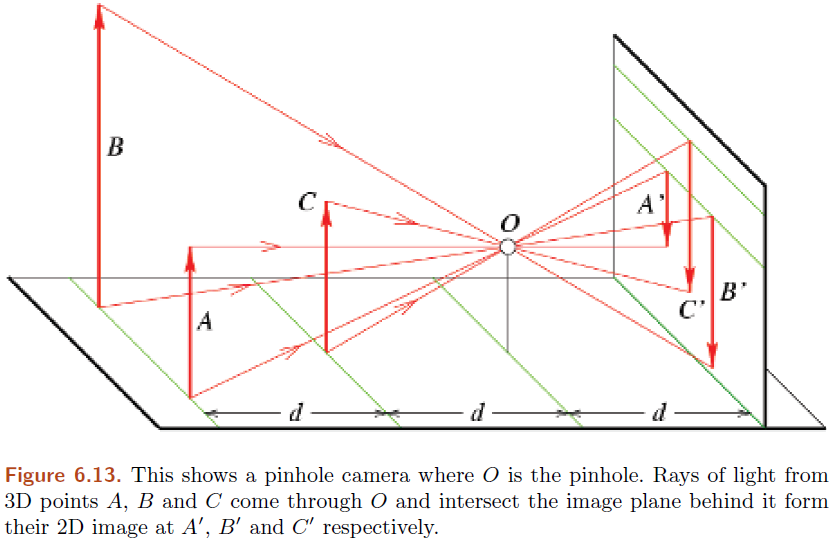 B
C
O
A'
A
B'
C'
d
d
d
Figure 6.13. This shows a pinhole camera where O is the pinhole. Rays of light from
3D points A, B and C come through O and intersect the image plane behind it form
their 2D image at A′, B′ and C′ respectively.